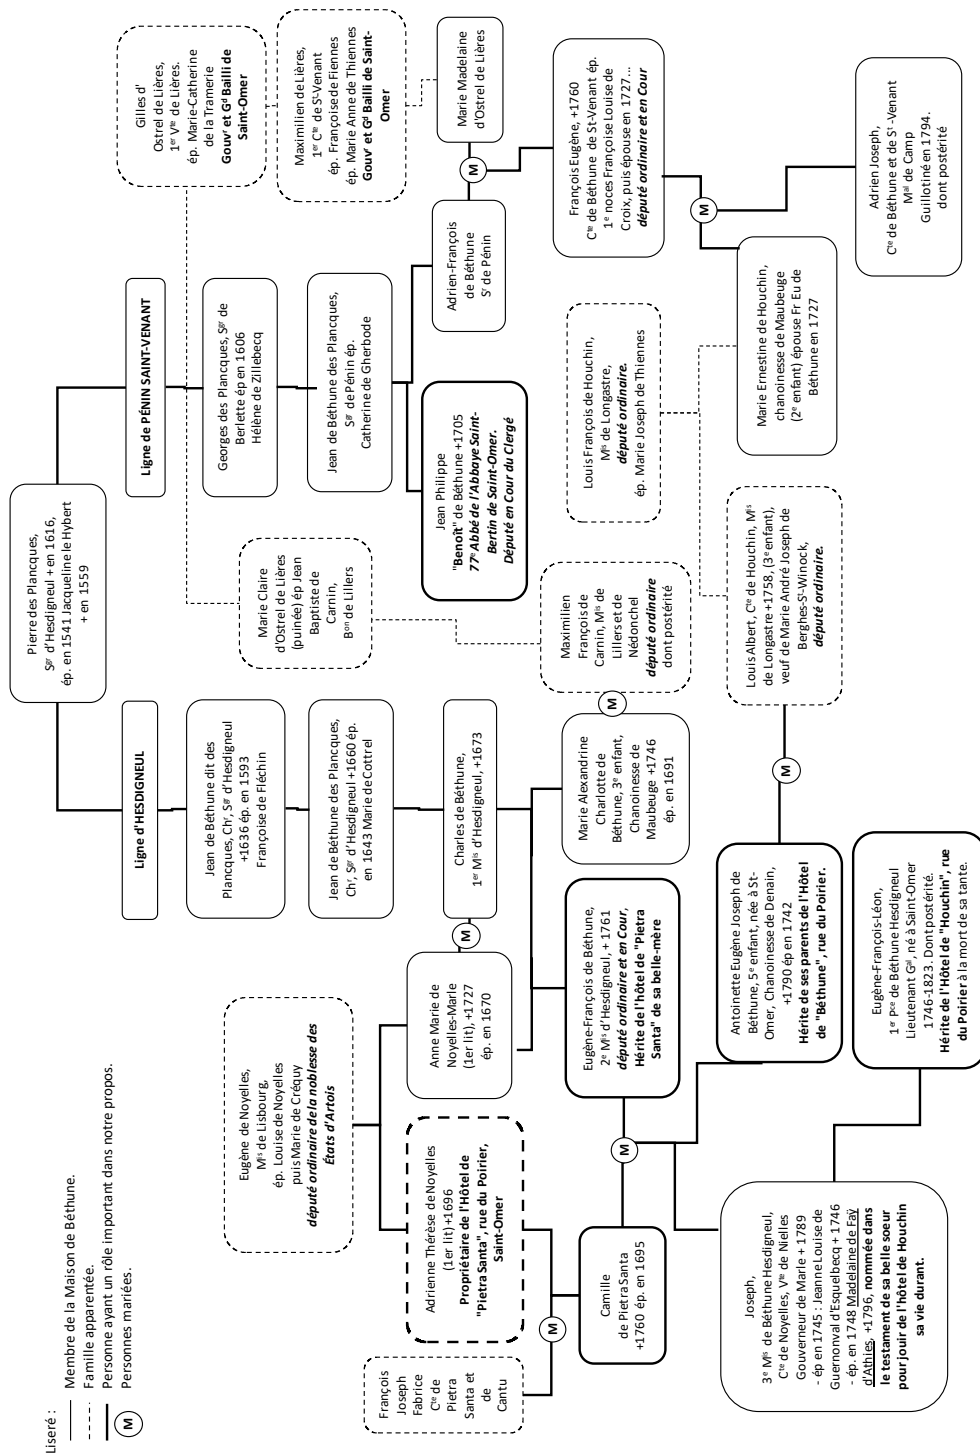 Liseré :
Membre de la Maison de Béthune.
Famille apparentée.
Personne ayant un rôle important dans notre propos.
M
Personnes mariées.
Pierre des Plancques,
Sgr d'Hesdigneul + en 1616,
ép. en 1541 Jacqueline le Hybert
+ en 1559
Ligne d'HESDIGNEUL
Ligne de PÉNIN SAINT-VENANT
Gilles d'
Ostrel de Lières,
1er Vte de Lières.
ép. Marie-Catherine
de la Tramerie
Gouvr et Gd Bailli de
Saint-Omer
Jean de Béthune dit des
Plancques, Chr, Sgr d'Hesdigneul
+1636 ép. en 1593
Françoise de Fléchin
Georges des Plancques, Sgr de
Berlette ép en 1606
Hélène de Zillebecq
Eugène de Noyelles,
Mis de Lisbourg,
ép. Louise de Noyelles
puis Marie de Créquy
député ordinaire de la noblesse des
États d'Artois
Marie Claire
d'Ostrel de Lières
(puinée) ép Jean
Baptiste de
Carnin,
Bon de Lillers
Maximilien de Lières,
1er Cte de St-Venant
ép. Françoise de Fiennes
ép. Marie Anne de Thiennes
Gouvr et Gd Bailli de Saint-
Omer
Jean de Béthune des Plancques,
Chr, Sgr d'Hesdigneul +1660 ép.
en 1643 Marie de Cottrel
Jean de Béthune des Plancques,
Sgr de Pénin ép.
Catherine de Gherbode
Adrienne Thérèse de Noyelles
(1er lit) +1696
Propriétaire de l'Hôtel de
"Pietra Santa", rue du Poirier,
Saint-Omer
Anne Marie de
Noyelles-Marle
(1er lit), +1727
ép. en 1670
M
Charles de Béthune,
1er Mis d'Hesdigneul, +1673
Jean Philippe
"Benoît" de Béthune +1705
77e Abbé de l'Abbaye Saint-
Bertin de Saint-Omer.
Député en Cour du Clergé
Adrien-François
de Béthune
Sr de Pénin
M
Marie Madelaine
d'Ostrel de Lières
François
Joseph
Fabrice
Cte de
Pietra
Santa et
de
Cantu
M
Camille
de Pietra Santa
+1760 ép. en 1695
M
Eugène-François de Béthune,
2e Mis d'Hesdigneul, + 1761
député ordinaire et en Cour,
Hérite de l'hôtel de "Pietra
Santa" de sa belle-mère
Marie Alexandrine
Charlotte de
Béthune, 3e enfant,
Chanoinesse de
Maubeuge +1746
ép. en 1691
M
Maximilien
François de
Carnin, Mis de
Lillers et de
Nédonchel
député ordinaire
dont postérité
Louis François de Houchin,
Mis de Longastre,
député ordinaire.
ép. Marie Joseph de Thiennes
François Eugène, +1760
Cte de Béthune de St-Venant ép.
1e noces Françoise Louise de
Croix, puis épouse en 1727...
député ordinaire et en Cour
Joseph,
3e Mis de Béthune Hesdigneul,
Cte de Noyelles, Vte de Nielles
Gouverneur de Marle + 1789
- ép en 1745 : Jeanne Louise de
Guernonval d'Esquelbecq + 1746
- ép. en 1748 Madelaine de Faÿ
d'Athies, +1796, nommée dans
le testament de sa belle soeur
pour jouir de l'hôtel de Houchin
sa vie durant.
Antoinette Eugène Joseph de
Béthune, 5e enfant, née à St-
Omer, Chanoinesse de Denain,
+1790 ép en 1742
Hérite de ses parents de l'Hôtel
de "Béthune", rue du Poirier.
M
Louis Albert, Cte de Houchin, Mis
de Longastre +1758, (3e enfant),
veuf de Marie André Joseph de
Berghes-St-Winock,
député ordinaire.
Marie Ernestine de Houchin,
chanoinesse de Maubeuge
(2e enfant) épouse Fr Eu de
Béthune en 1727
M
Eugène-François-Léon,
1er pce de Béthune Hesdigneul
Lieutenant Gal, né à Saint-Omer
1746-1823. Dont postérité.
Hérite de l'Hôtel de "Houchin", rue
du Poirier à la mort de sa tante.
Adrien Joseph,
Cte de Béthune et de St -Venant
Mal de Camp
Guillotiné en 1794.
dont postérité